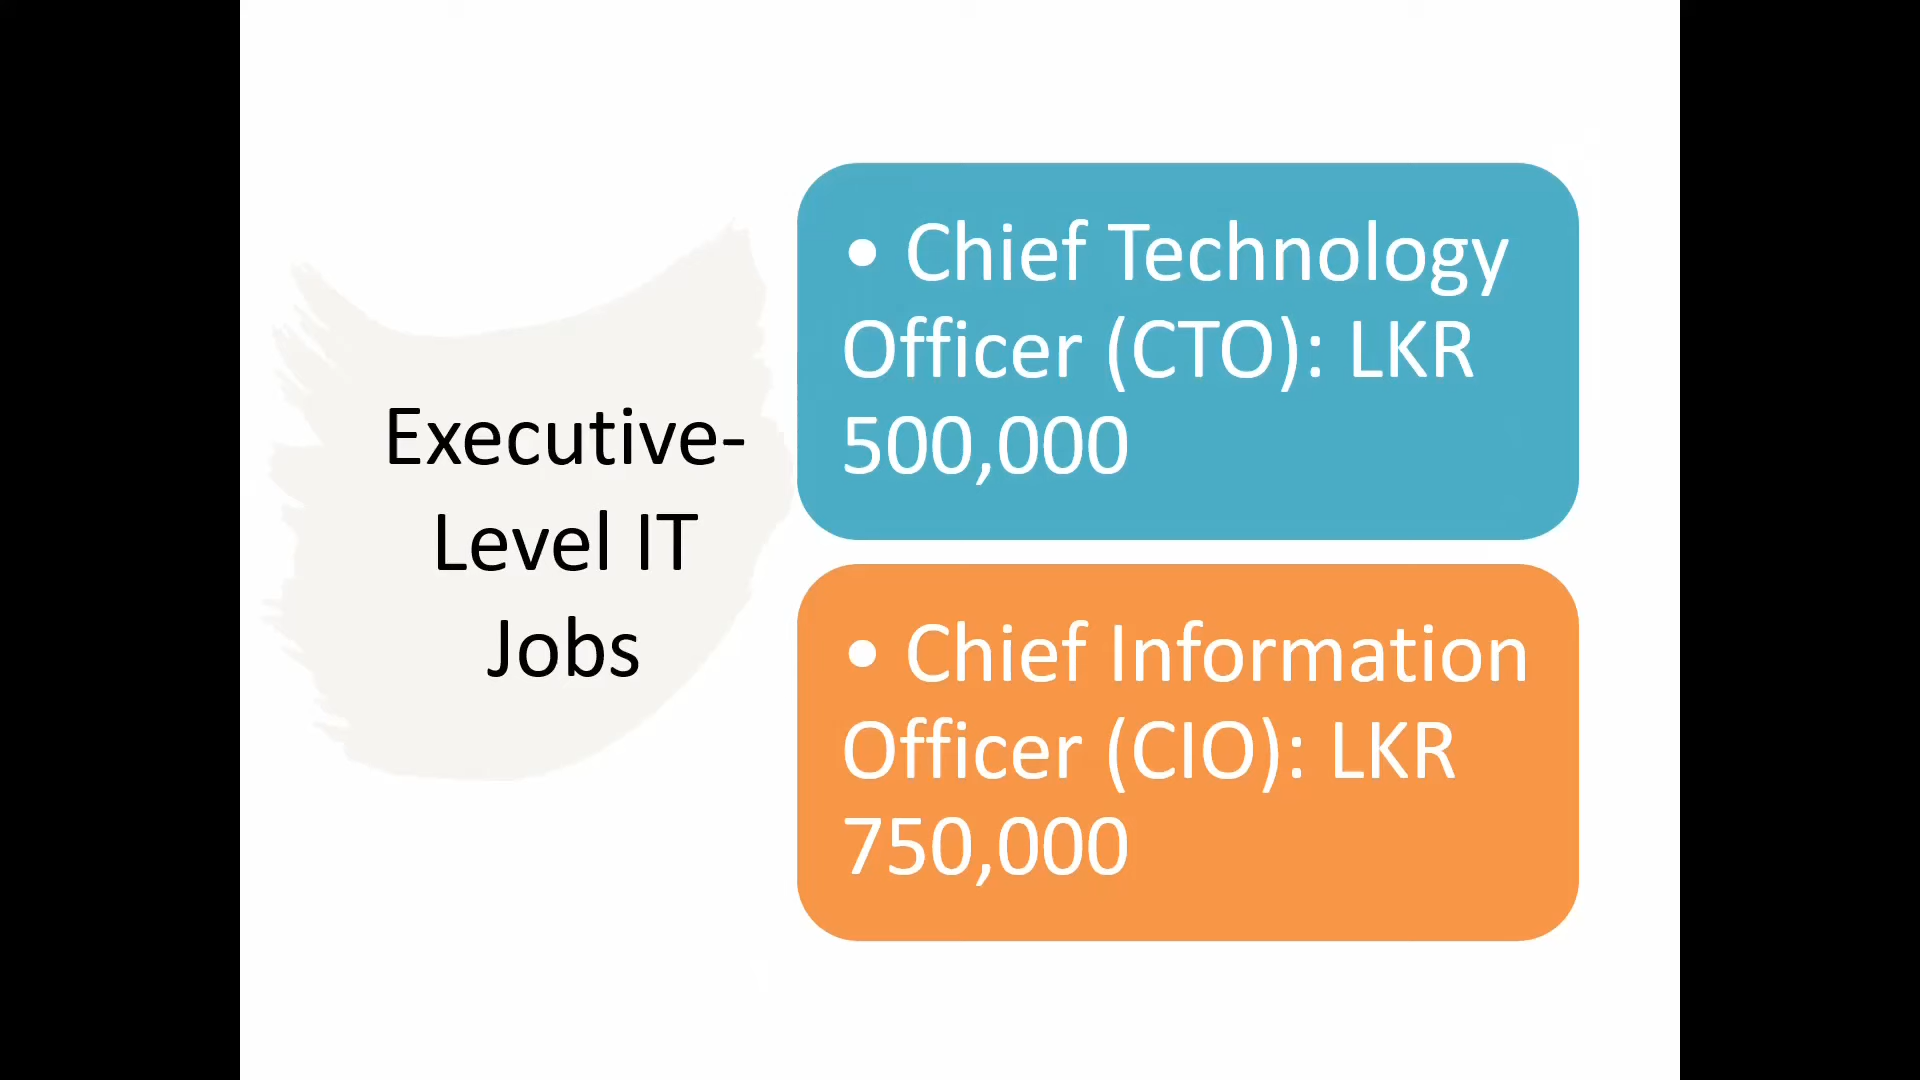 Executive-
Level IT
Jobs
• Chief Technology
Officer (CTO): LKR
500,000
• Chief Information
Officer (CIO): LKR
750,000